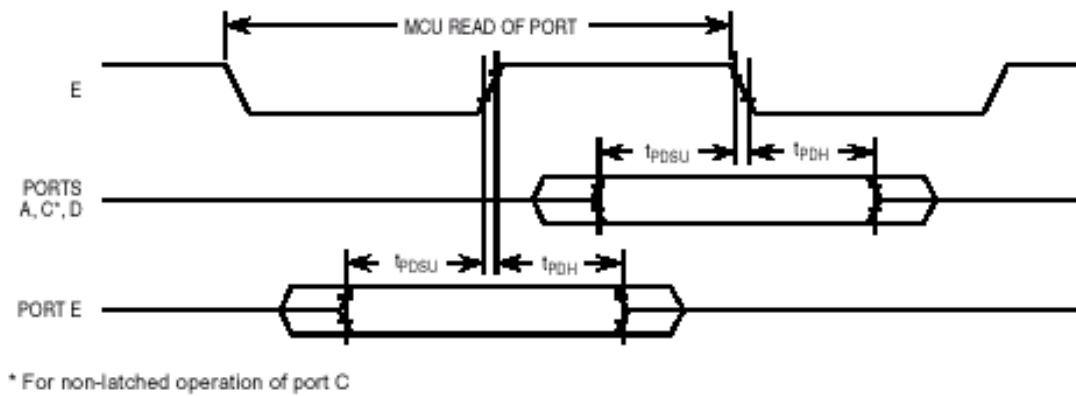 MCU READ OF PORT
E
tPDSU
tPDH
PORTS
A, C*, D
tPDSU
tPDH
PORT E
* For non-latched operation of port C